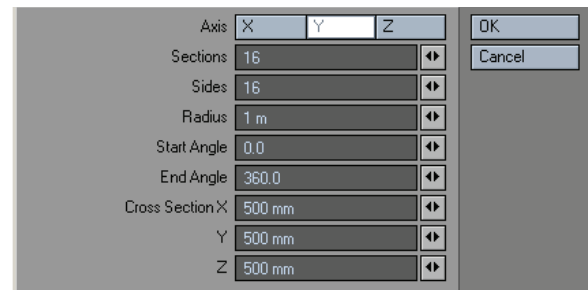 Axis X Y Z OK
Sections 16 Cancel
Sides 16
Radius 1 m
Start Angle 0.0
End Angle 360.0
Cross Section X 500 mm
Y 500 mm
Z 500 mm